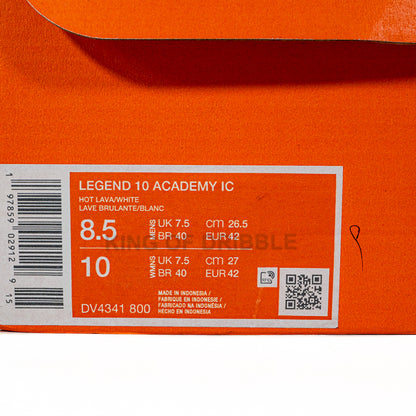 LEGEND 10 ACADEMY IC
HOT LAVA/WHITE
LAVE BRULANTE/BLANC
8.5 MENS UK 7.5 cm 26.5
BR 40 EUR 42
KING OF DRIBBLE
10 WMNS UK 7.5 cm 27
BR 40 EUR 42
DV4341 800
MADE IN INDONESIA /
FABRIQUE EN INDONESIE /
FABRICADO NA INDONÉSIA /
HECHO EN INDONESIA
1 97859 02912 9 15